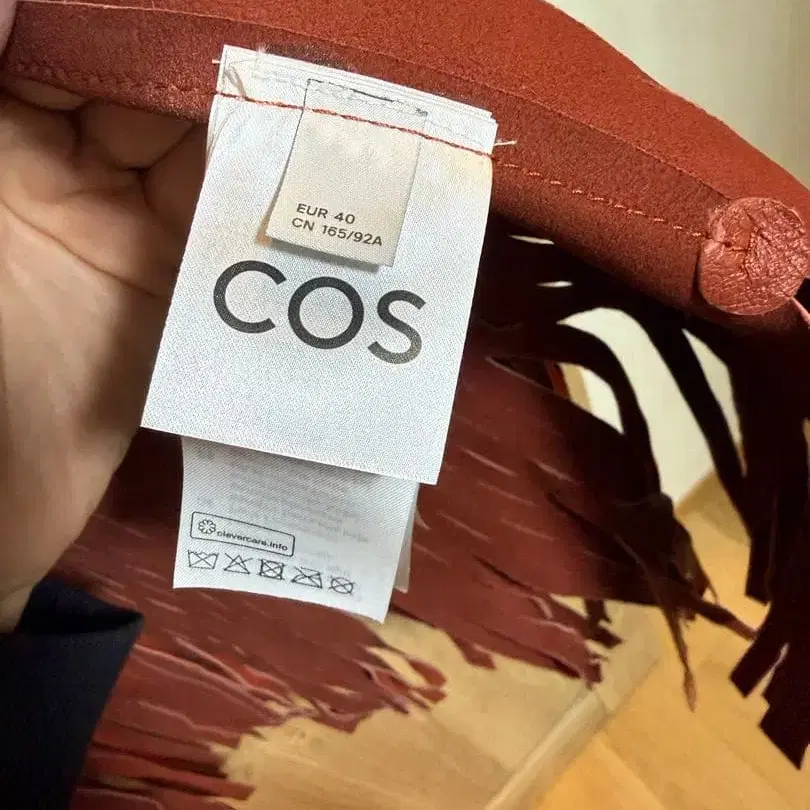 EUR 40
CN 165/92A
COS
clevercare.info